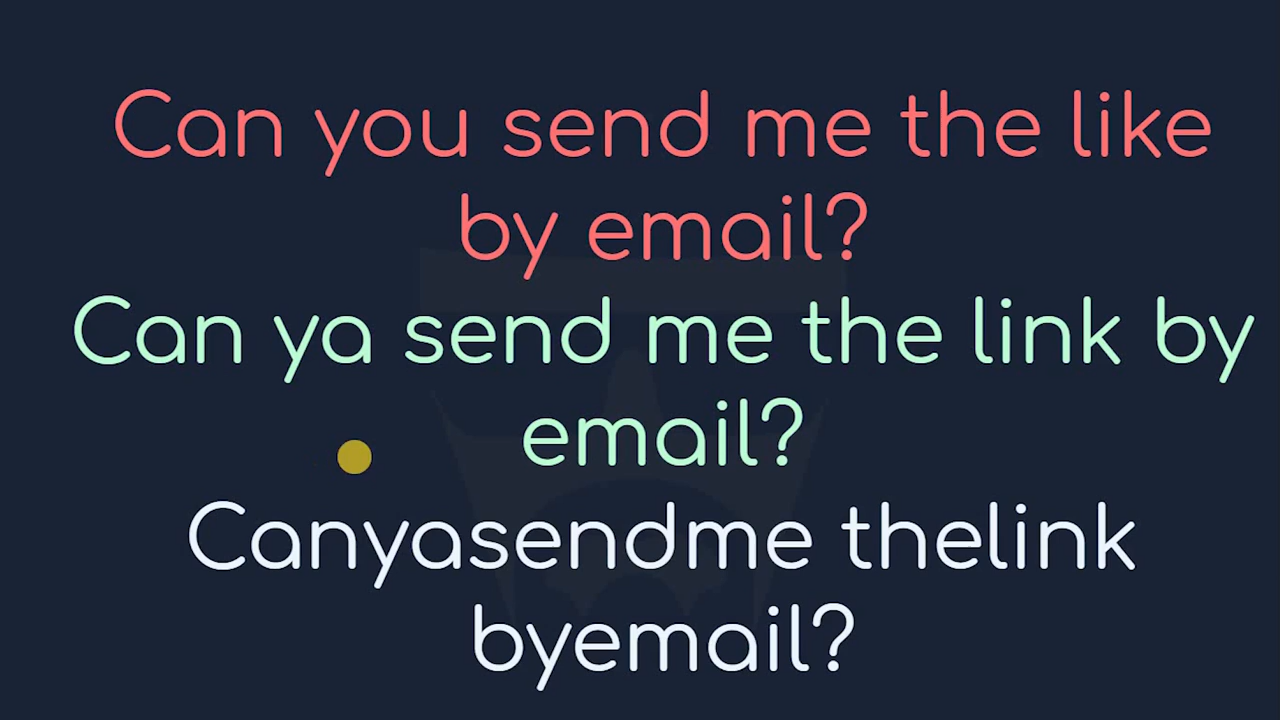 Can you send me the like
by email?
Can ya send me the link by
email?
Canyasendme thelink
byemail?